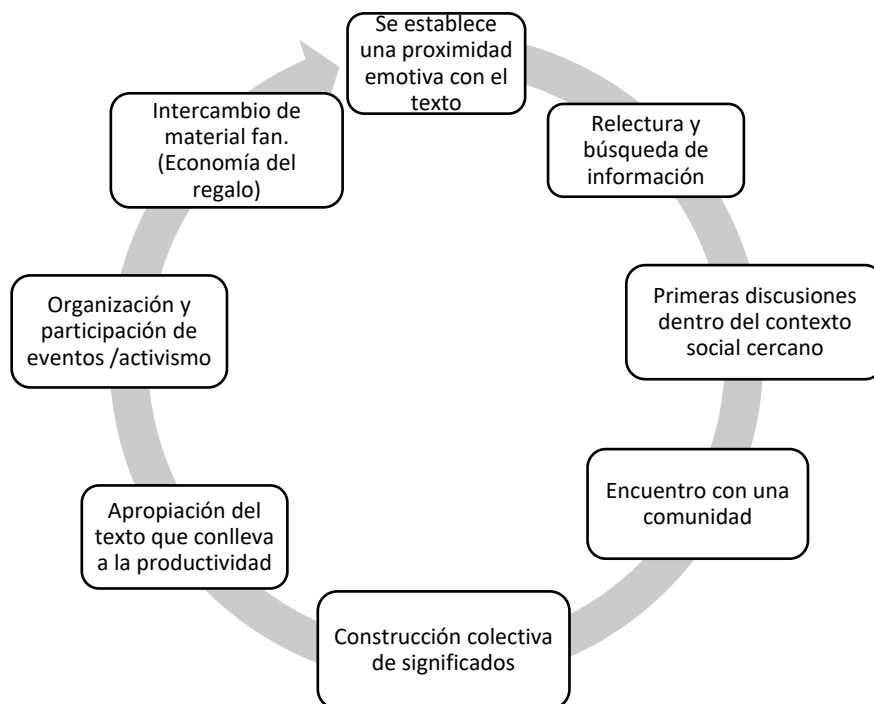 Se establece
una proximidad
emotiva con el
texto
Relectura y
búsqueda de
información
Primeras discusiones
dentro del contexto
social cercano
Encuentro con una
comunidad
Construcción colectiva
de significados
Apropiación del
texto que conlleva
a la productividad
Organización y
participación de
eventos /activismo
Intercambio de
material fan.
(Economía del
regalo)